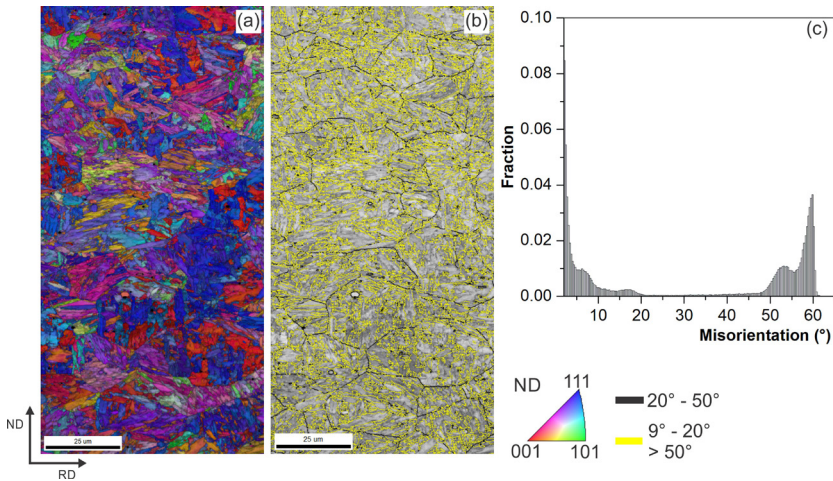 (a)
(b)
(c)
25 um
25 um
ND
RD
0.10
0.08
0.06
0.04
0.02
0.00
Fraction
10 20 30 40 50 60
Misorientation (°)
ND
111
001 101
20° - 50°
9° - 20°
> 50°